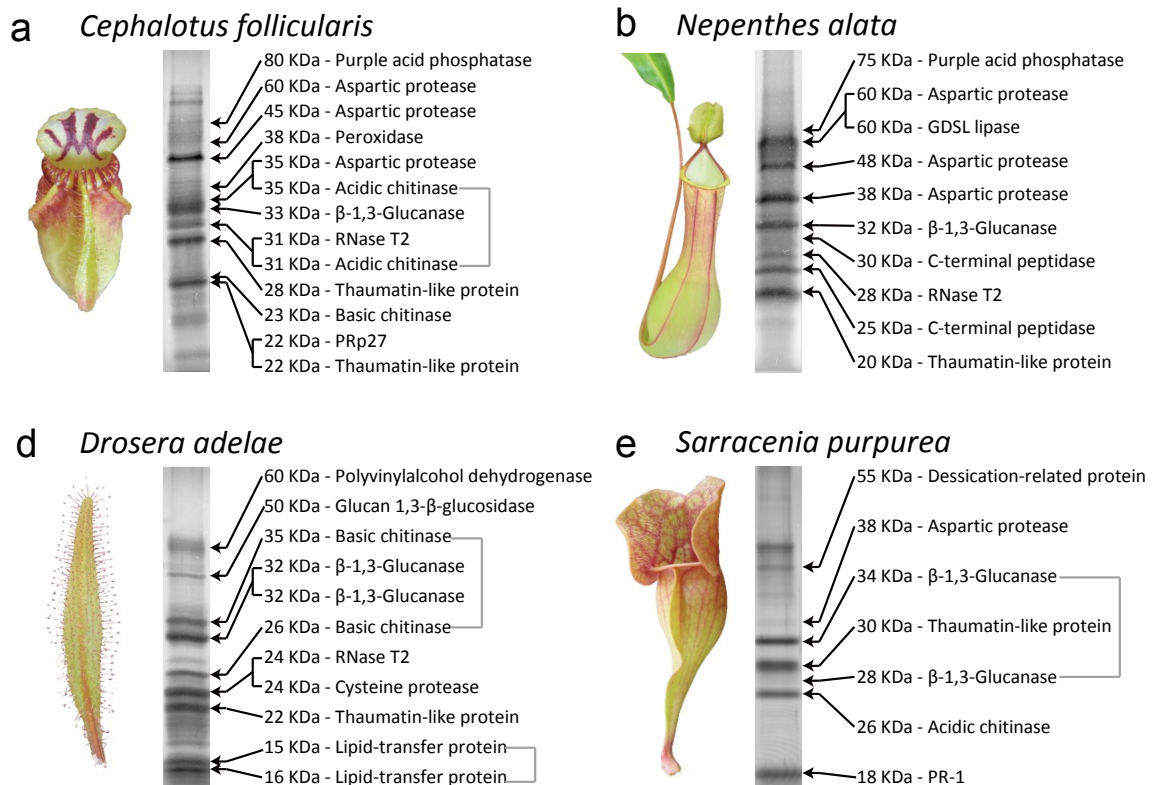 a Cephalotus follicularis
80 KDa - Purple acid phosphatase
60 KDa - Aspartic protease
45 KDa - Aspartic protease
38 KDa - Peroxidase
35 KDa - Aspartic protease
35 KDa - Acidic chitinase
33 KDa - β-1,3-Glucanase
31 KDa - RNase T2
31 KDa - Acidic chitinase
28 KDa - Thaumatin-like protein
23 KDa - Basic chitinase
22 KDa - PRp27
22 KDa - Thaumatin-like protein
b Nepenthes alata
75 KDa - Purple acid phosphatase
60 KDa - Aspartic protease
60 KDa - GDSL lipase
48 KDa - Aspartic protease
38 KDa - Aspartic protease
32 KDa - β-1,3-Glucanase
30 KDa - C-terminal peptidase
28 KDa - RNase T2
25 KDa - C-terminal peptidase
20 KDa - Thaumatin-like protein
d Drosera adelae
60 KDa - Polyvinylalcohol dehydrogenase
50 KDa - Glucan 1,3-β-glucosidase
35 KDa - Basic chitinase
32 KDa - β-1,3-Glucanase
32 KDa - β-1,3-Glucanase
26 KDa - Basic chitinase
24 KDa - RNase T2
24 KDa - Cysteine protease
22 KDa - Thaumatin-like protein
15 KDa - Lipid-transfer protein
16 KDa - Lipid-transfer protein
e Sarracenia purpurea
55 KDa - Dessication-related protein
38 KDa - Aspartic protease
34 KDa - β-1,3-Glucanase
30 KDa - Thaumatin-like protein
28 KDa - β-1,3-Glucanase
26 KDa - Acidic chitinase
18 KDa - PR-1